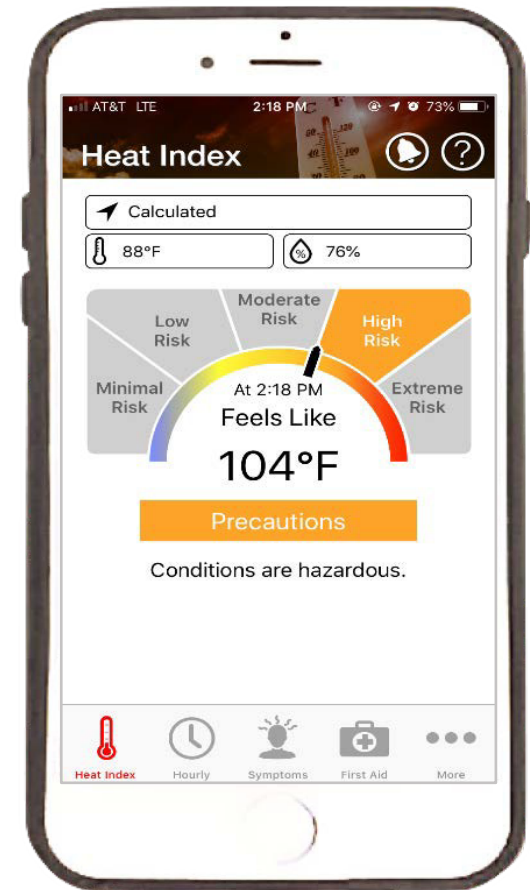 AT&T LTE 2:18 PM 73%
Heat Index ?
Calculated
88°F % 76%
Minimal Risk
Low Risk
Moderate Risk
High Risk
Extreme Risk
At 2:18 PM
Feels Like
104°F
Precautions
Conditions are hazardous.
Heat Index Hourly Symptoms First Aid More